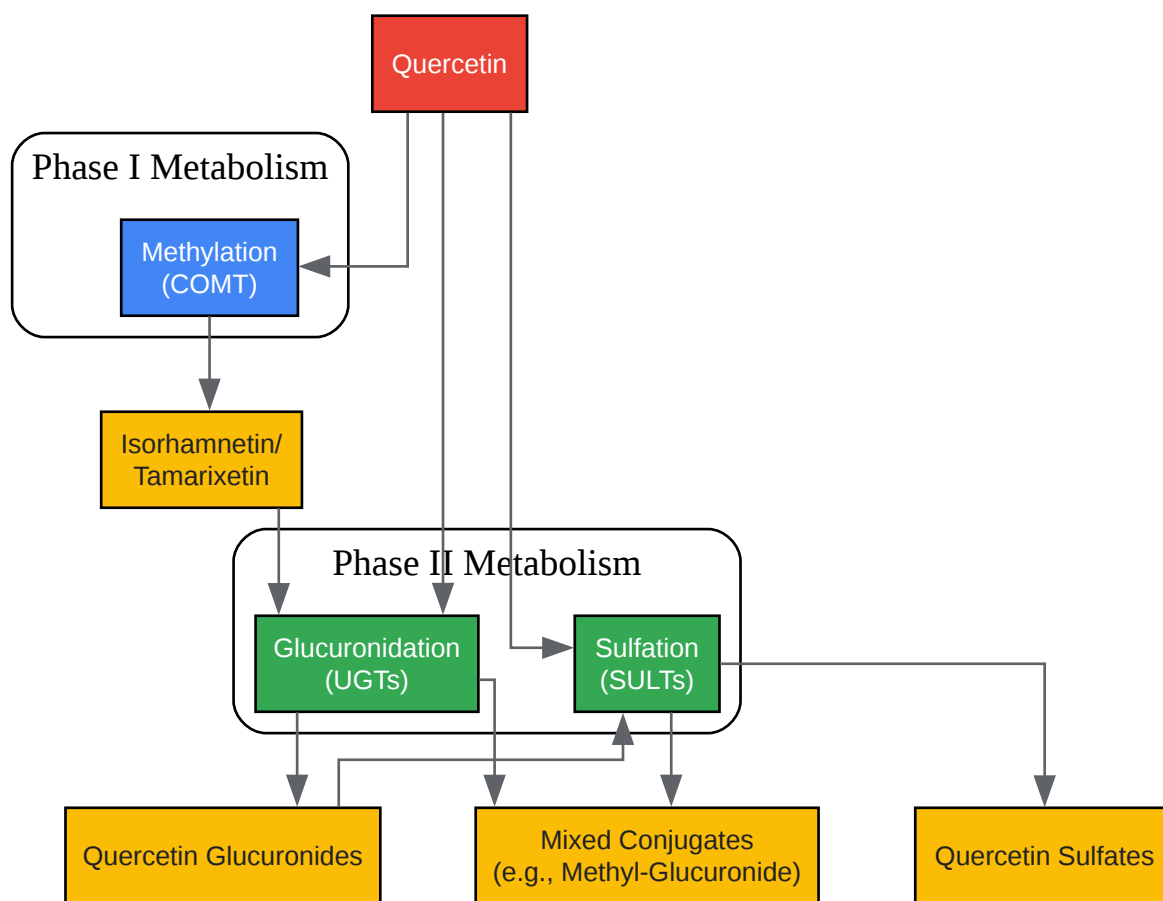 Quercetin
Phase I Metabolism
Methylation
(COMT)
Isorhamnetin/
Tamarixetin
Phase II Metabolism
Glucuronidation
(UGTs)
Sulfation
(SULTs)
Quercetin Glucuronides
Mixed Conjugates
(e.g., Methyl-Glucuronide)
Quercetin Sulfates